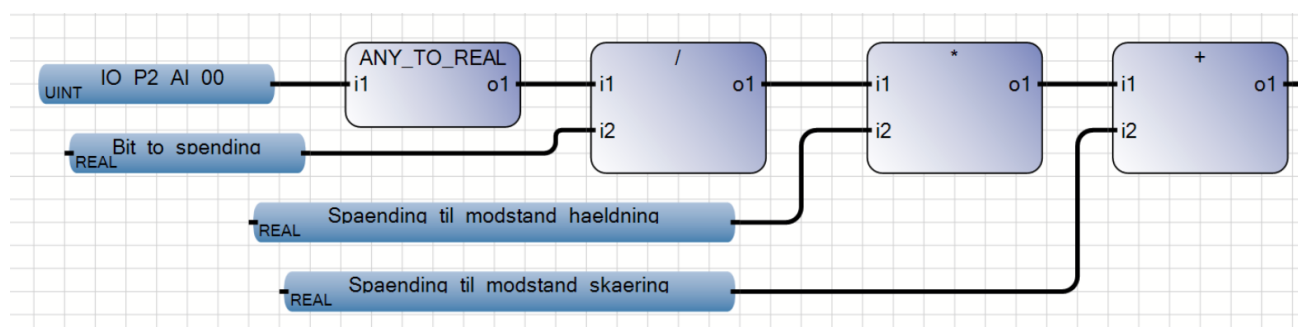 ANY_TO_REAL
/
*
+
IO P2 AI 00
UINT
i1
o1
i1
o1
i1
o1
i1
o1
Bit to spending
REAL
i2
i2
i2
Spaending til modstand haeldning
REAL
Spaending til modstand skaering
REAL